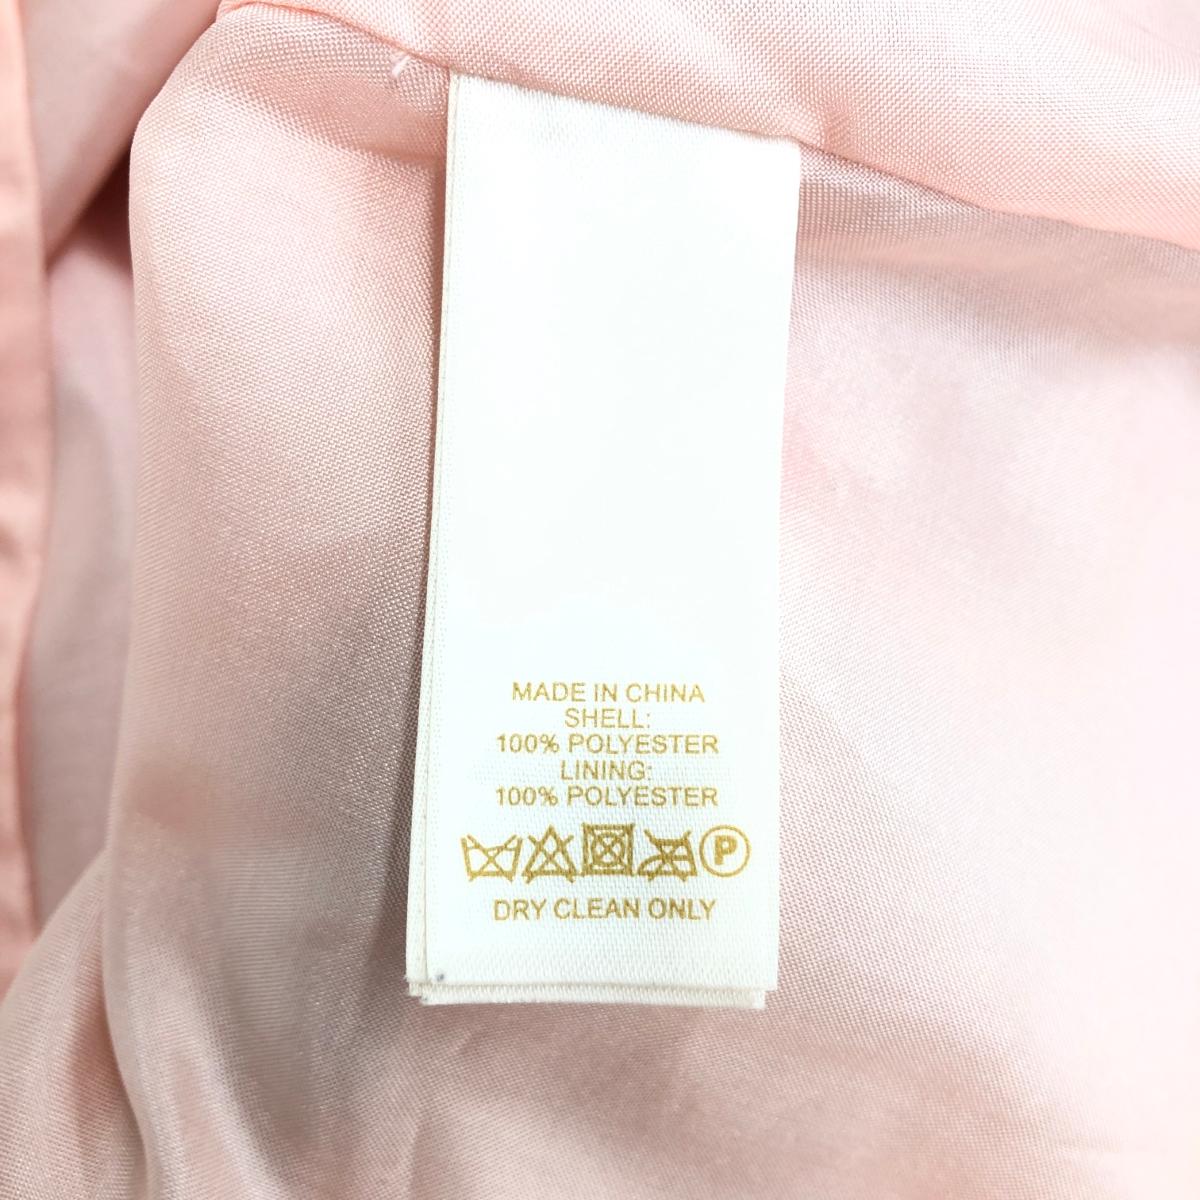 MADE IN CHINA
SHELL:
100% POLYESTER
LINING:
100% POLYESTER
P
DRY CLEAN ONLY